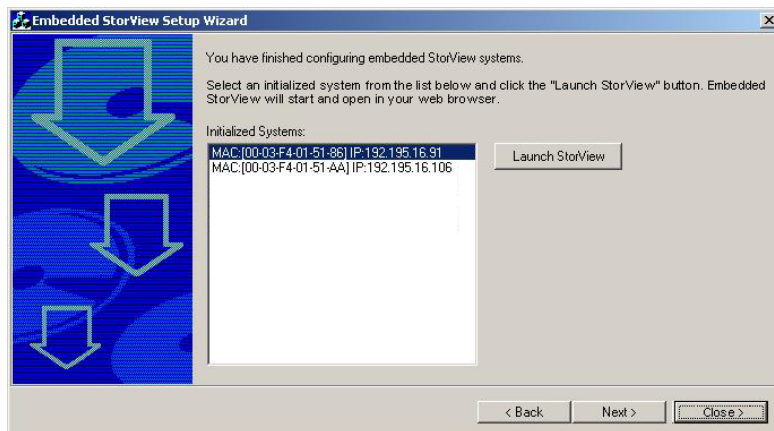 Embedded StorView Setup Wizard
You have finished configuring embedded StorView systems.
Select an initialized system from the list below and click the "Launch StorView" button. Embedded
StorView will start and open in your web browser.
Initialized Systems:
MAC:[00-03-F4-01-51-86] IP:192.195.16.91
MAC:[00-03-F4-01-51-AA] IP:192.195.16.106
Launch StorView
< Back
Next >
Close >